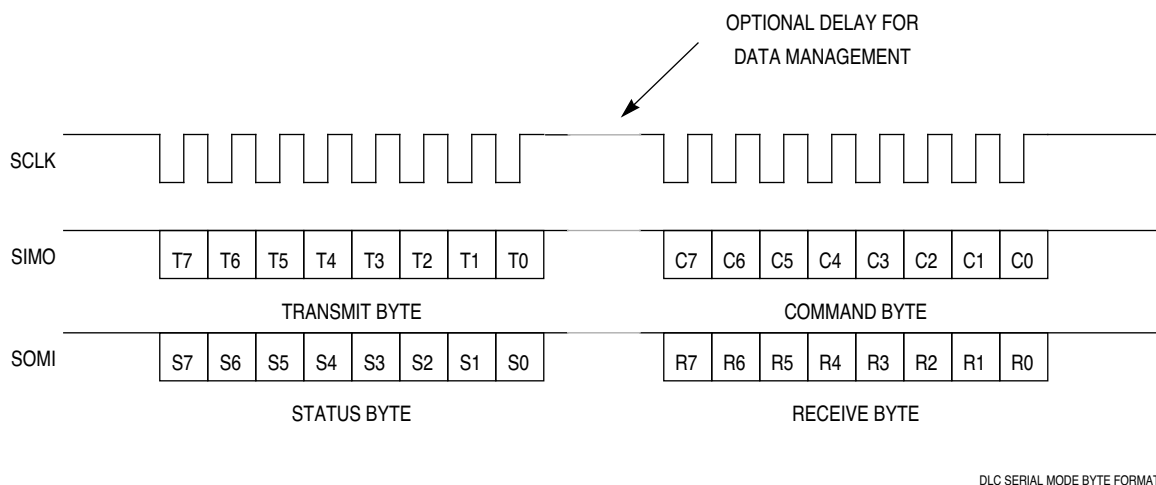 OPTIONAL DELAY FOR
DATA MANAGEMENT
SCLK
SIMO T7 T6 T5 T4 T3 T2 T1 T0 C7 C6 C5 C4 C3 C2 C1 C0
TRANSMIT BYTE COMMAND BYTE
SOMI S7 S6 S5 S4 S3 S2 S1 S0 R7 R6 R5 R4 R3 R2 R1 R0
STATUS BYTE RECEIVE BYTE
DLC SERIAL MODE BYTE FORMAT